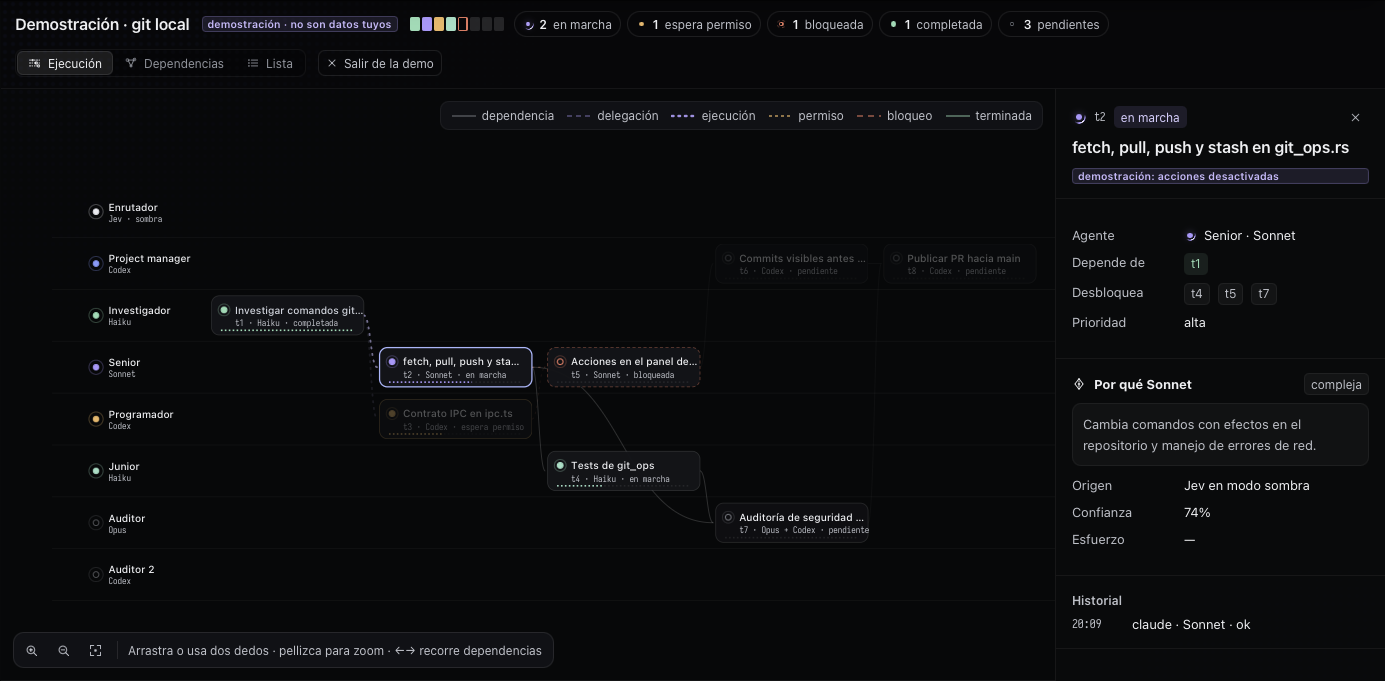 Demostración · git local
demostración · no son datos tuyos
2 en marcha
1 espera permiso
1 bloqueada
1 completada
3 pendientes
Ejecución
Dependencias
Lista
Salir de la demo
dependencia
delegación
ejecución
permiso
bloqueo
terminada
Enrutador
Jev · sombra
Project manager
Codex
Commits visibles antes ...
t6 · Codex · pendiente
Publicar PR hacia main
t8 · Codex · pendiente
Investigador
Haiku
Investigar comandos git...
t1 · Haiku · completada
Senior
Sonnet
fetch, pull, push y sta...
t2 · Sonnet · en marcha
Acciones en el panel de...
t5 · Sonnet · bloqueada
Programador
Codex
Contrato IPC en ipc.ts
t3 · Codex · espera permiso
Junior
Haiku
Tests de git_ops
t4 · Haiku · en marcha
Auditor
Opus
Auditoría de seguridad ...
t7 · Opus + Codex · pendiente
Auditor 2
Codex
Arrastra o usa dos dedos · pellizca para zoom · ←→ recorre dependencias
t2
en marcha
fetch, pull, push y stash en git_ops.rs
demostración: acciones desactivadas
Agente
Senior · Sonnet
Depende de
t1
Desbloquea
t4 t5 t7
Prioridad
alta
Por qué Sonnet
compleja
Cambia comandos con efectos en el
repositorio y manejo de errores de red.
Origen
Jev en modo sombra
Confianza
74%
Esfuerzo
—
Historial
20:09
claude · Sonnet · ok